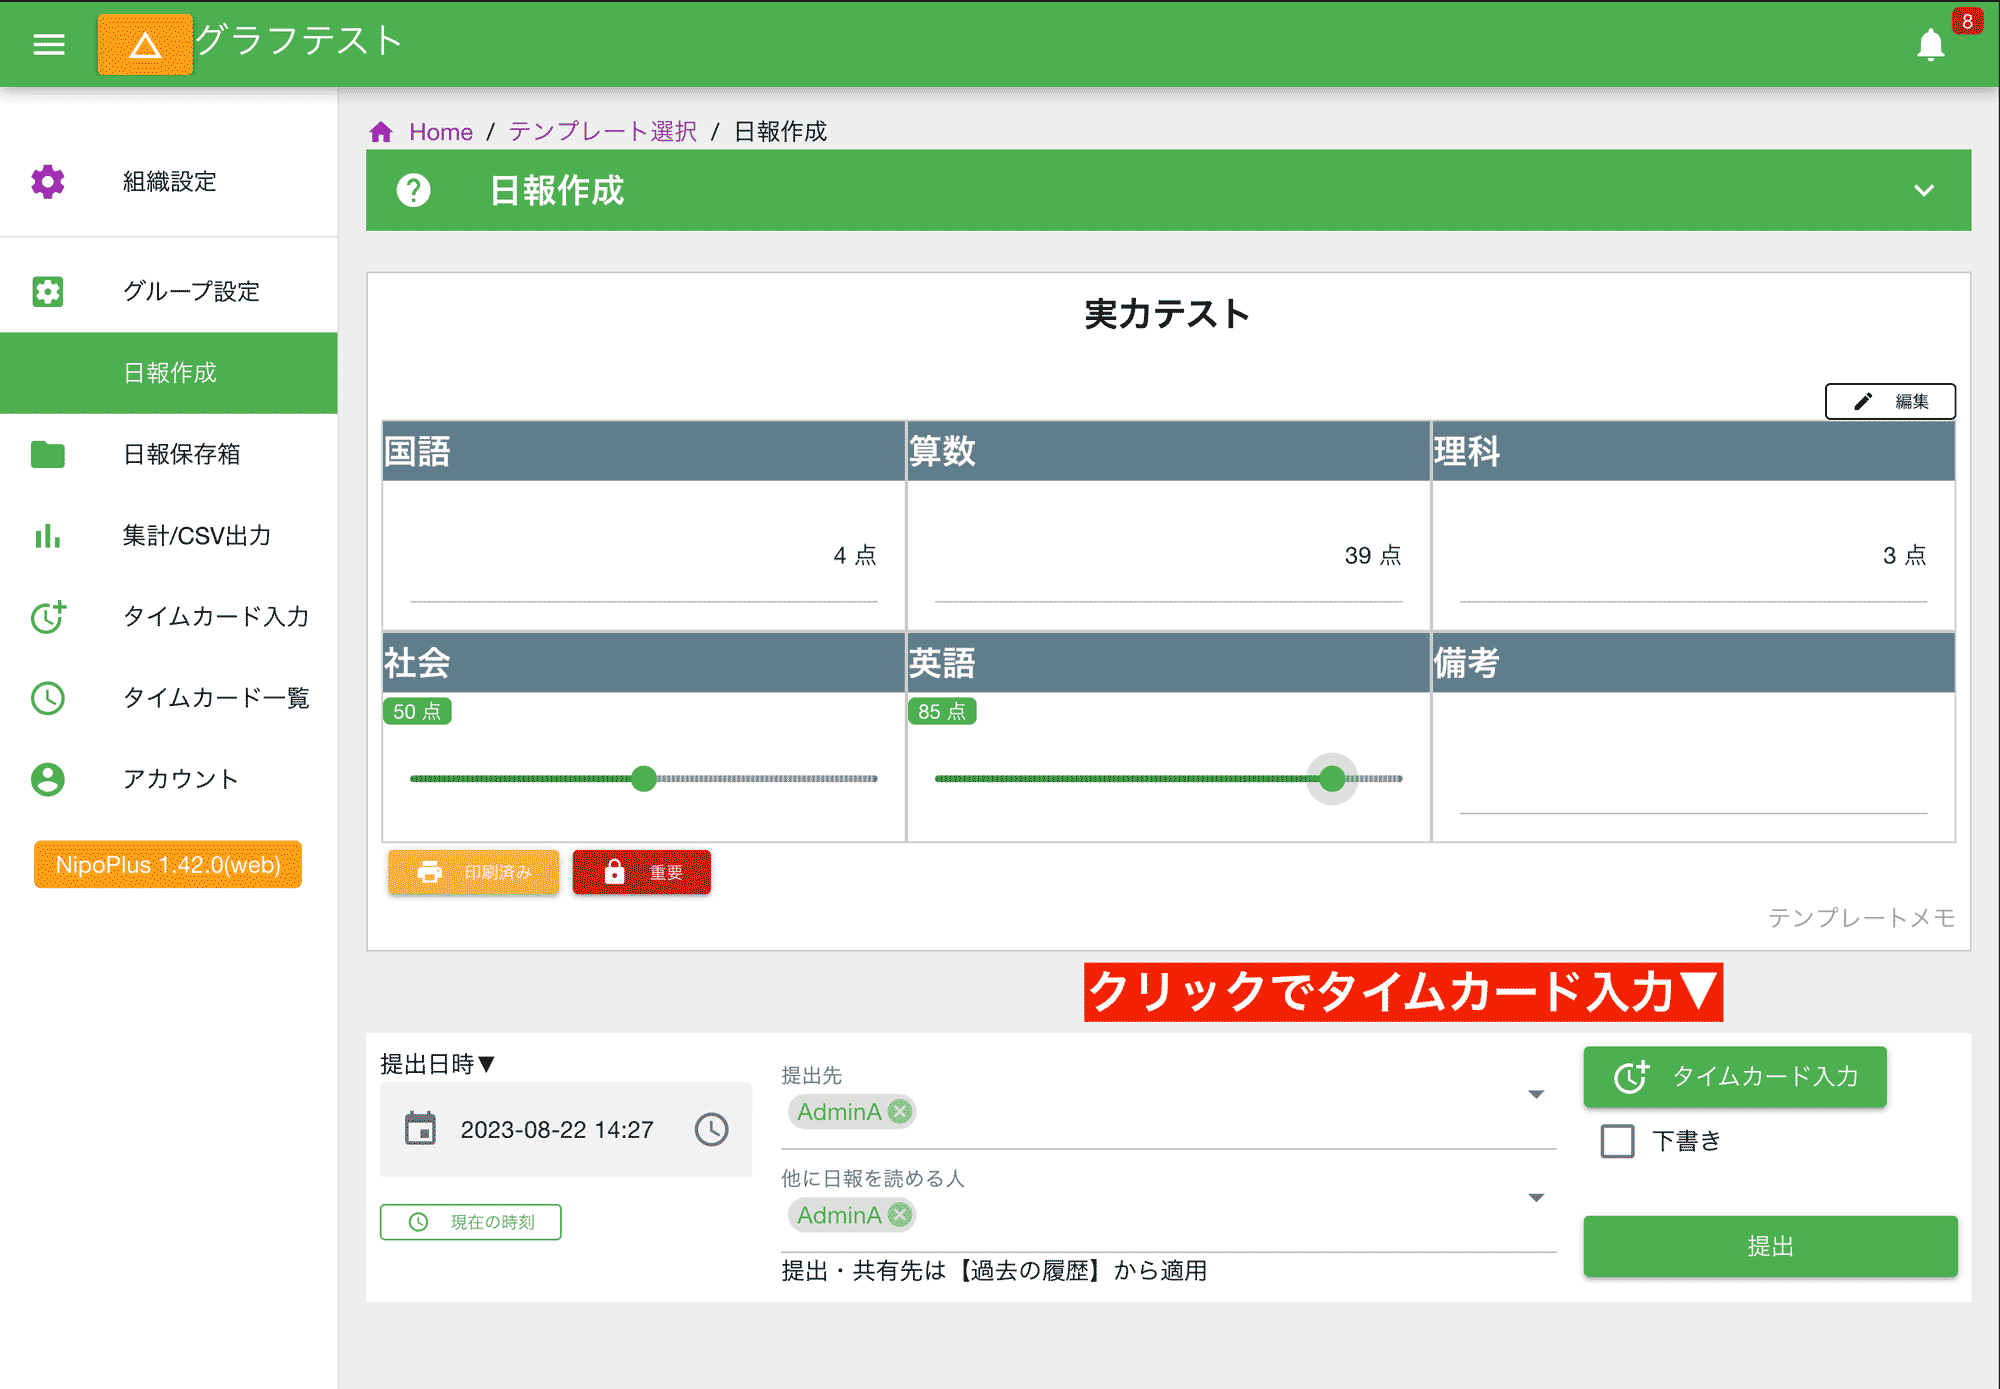 グラフテスト
8
組織設定
グループ設定
日報作成
日報保存箱
集計/CSV出力
タイムカード入力
タイムカード一覧
アカウント
NipoPlus 1.42.0(web)
Home / テンプレート選択 / 日報作成
日報作成
実力テスト
編集
国語 算数 理科
4 点 39 点 3 点
社会 英語 備考
50 点 85 点
印刷済み 重要
テンプレートメモ
クリックでタイムカード入力▼
提出日時▼
2023-08-22 14:27
現在の時刻
提出先
AdminA
他に日報を読める人
AdminA
提出・共有先は【過去の履歴】から適用
タイムカード入力
下書き
提出